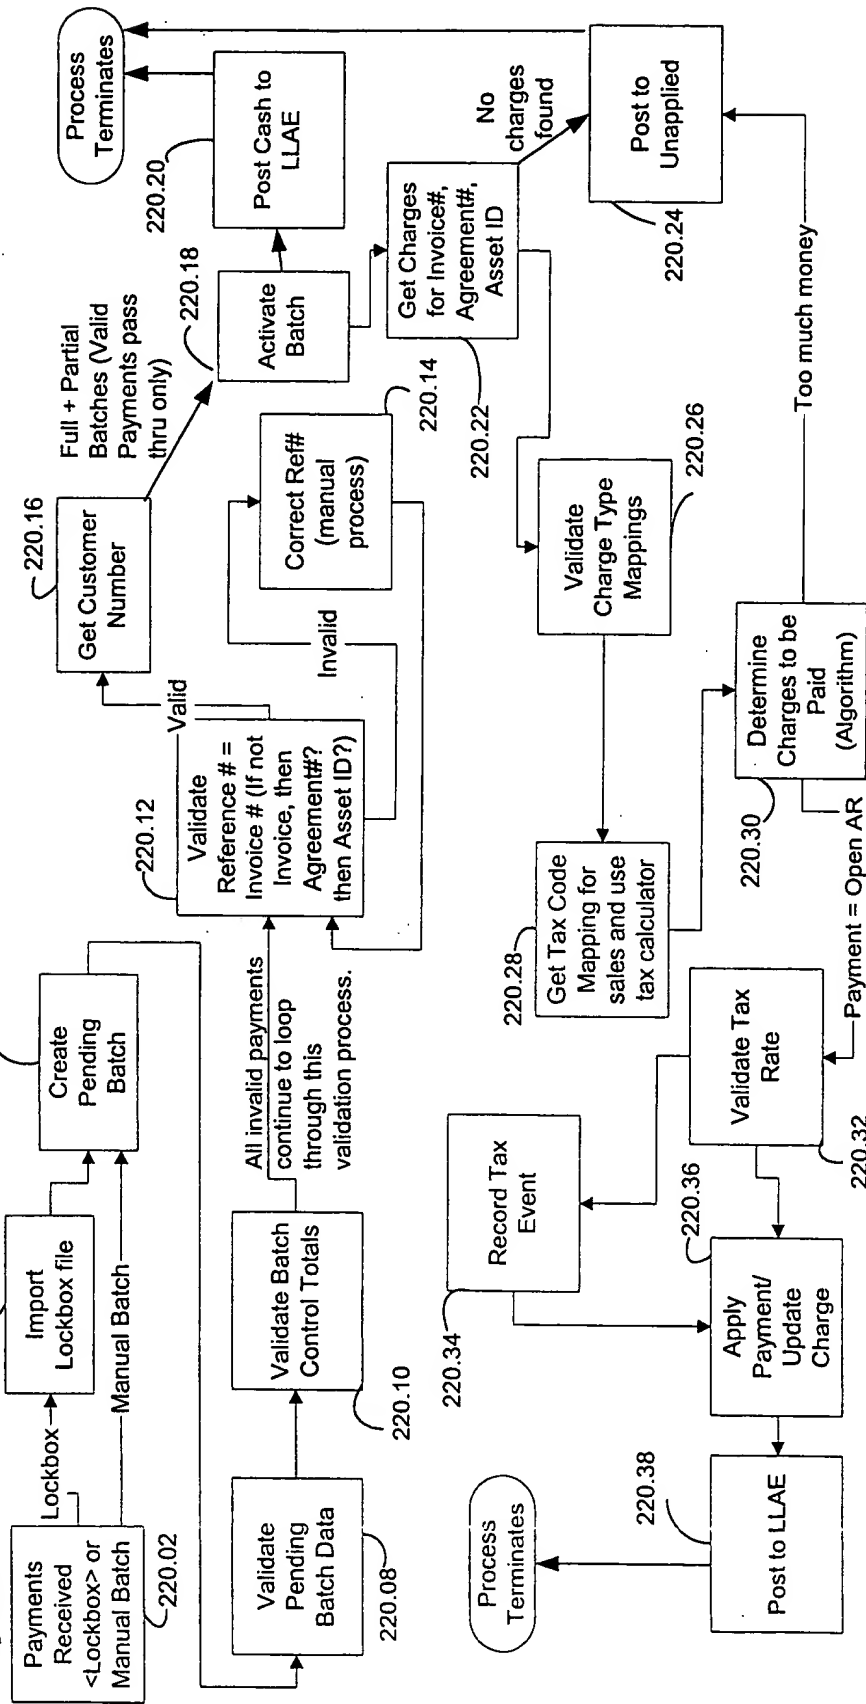 Payments
Received
<Lockbox> or
Manual Batch
220.02
Lockbox
Manual Batch
Import
Lockbox file
Create
Pending
Batch
Validate
Pending
Batch Data
220.08
Validate Batch
Control Totals
220.10
All invalid payments
continue to loop
through this
validation process.
220.12
Validate
Reference # =
Invoice # (If not
Invoice, then
Agreement#?
then Asset ID?)
Valid
Invalid
220.16
Get Customer
Number
Correct Ref#
(manual
process)
220.14
Full + Partial
Batches (Valid
Payments pass
thru only)
220.18
Activate
Batch
220.20
Post Cash to
LLAE
Process
Terminates
Get Charges
for Invoice#,
Agreement#,
Asset ID
220.22
No
charges
found
Post to
Unapplied
220.24
Validate
Charge Type
Mappings
220.26
220.28
Get Tax Code
Mapping for
sales and use
tax calculator
Determine
Charges to be
Paid
(Algorithm)
220.30
Too much money
Payment = Open AR
Validate Tax
Rate
220.32
Record Tax
Event
220.34
220.36
Apply
Payment/
Update
Charge
220.38
Post to LLAE
Process
Terminates